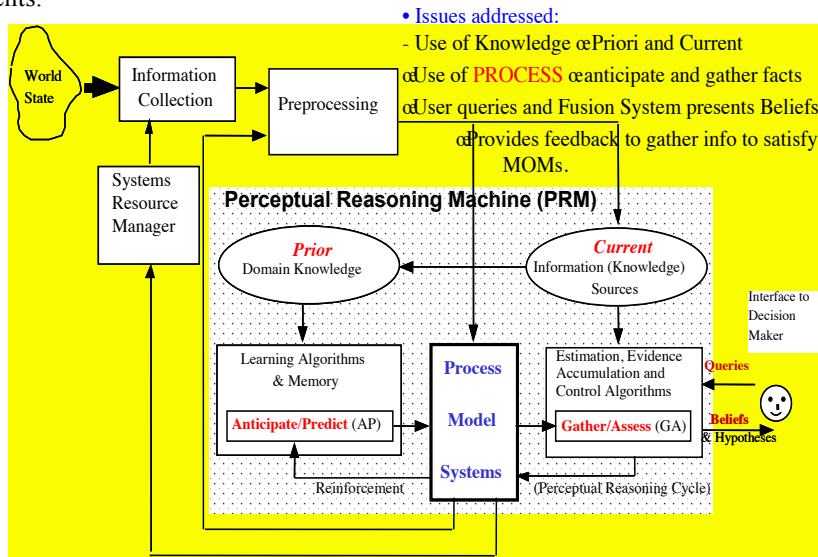 ents.
• Issues addressed:
- Use of Knowledge œPriori and Current
œUse of PROCESS œanticipate and gather facts
œUser queries and Fusion System presents Beliefs
œProvides feedback to gather info to satisfy
MOMs.
World
State
Information
Collection
Preprocessing
Systems
Resource
Manager
Perceptual Reasoning Machine (PRM)
Prior
Domain Knowledge
Current
Information (Knowledge)
Sources
Interface to
Decision
Maker
Learning Algorithms
& Memory
Anticipate/Predict (AP)
Process
Model
Systems
Estimation, Evidence
Accumulation and
Control Algorithms
Gather/Assess (GA)
Queries
Beliefs
& Hypotheses
Reinforcement
(Perceptual Reasoning Cycle)